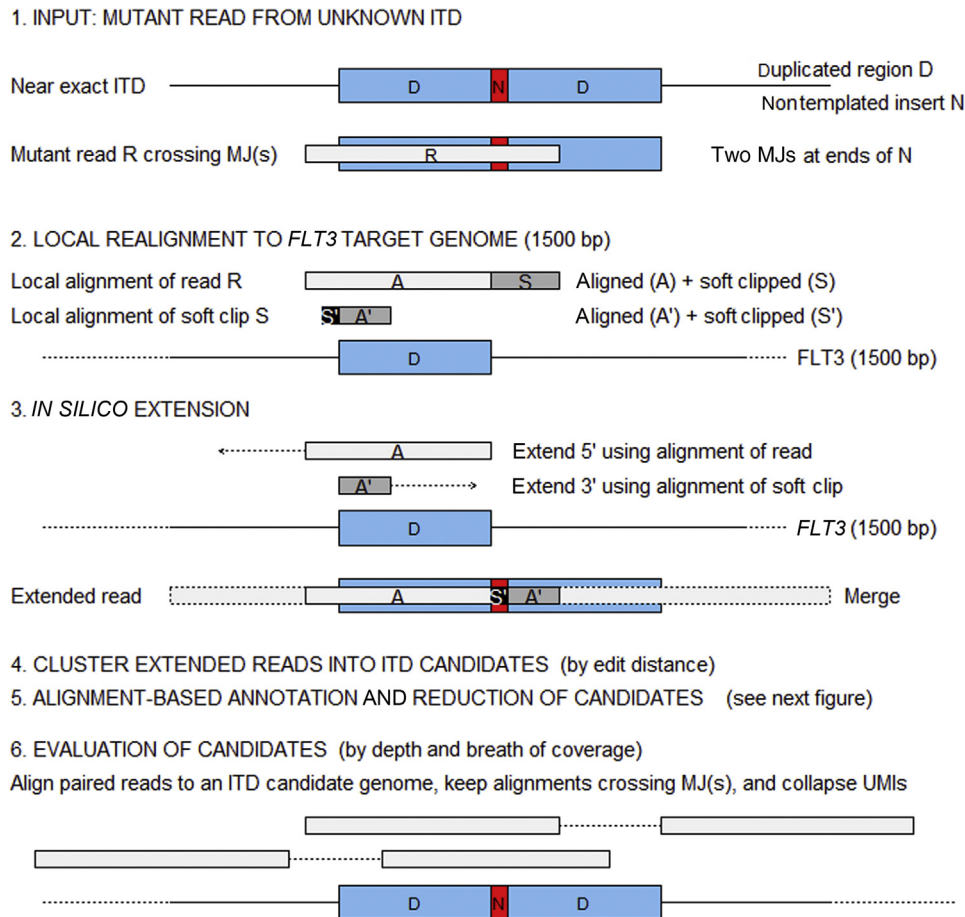 1. INPUT: MUTANT READ FROM UNKNOWN ITD
Near exact ITD D N D Duplicated region D
Nontemplated insert N
Mutant read R crossing MJ(s) R Two MJs at ends of N
2. LOCAL REALIGNMENT TO FLT3 TARGET GENOME (1500 bp)
Local alignment of read R A S Aligned (A) + soft clipped (S)
Local alignment of soft clip S S' A' Aligned (A') + soft clipped (S')
D FLT3 (1500 bp)
3. IN SILICO EXTENSION
A Extend 5' using alignment of read
A' Extend 3' using alignment of soft clip
D FLT3 (1500 bp)
Extended read A S' A' Merge
4. CLUSTER EXTENDED READS INTO ITD CANDIDATES (by edit distance)
5. ALIGNMENT-BASED ANNOTATION AND REDUCTION OF CANDIDATES (see next figure)
6. EVALUATION OF CANDIDATES (by depth and breath of coverage)
Align paired reads to an ITD candidate genome, keep alignments crossing MJ(s), and collapse UMIs
D N D